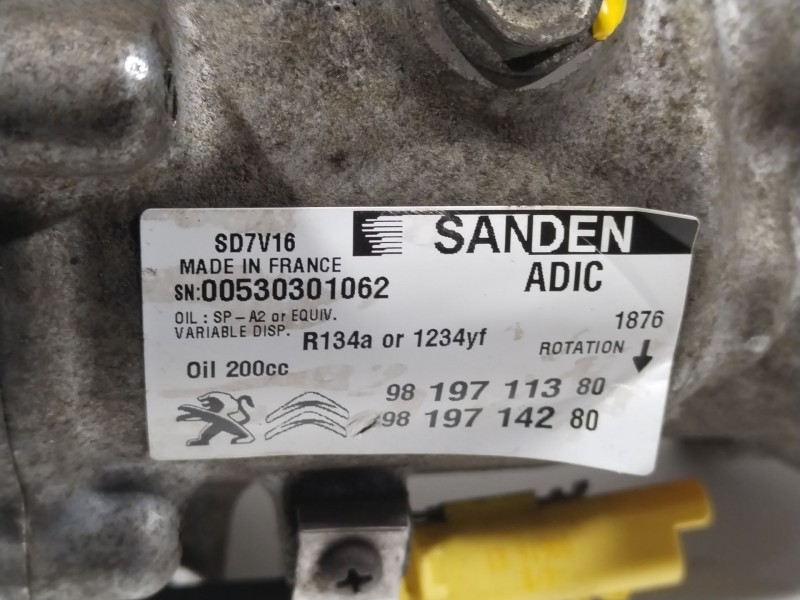 SD7V16 SANDEN
MADE IN FRANCE ADIC
SN:00530301062
OIL : SP-A2 or EQUIV. 1876
VARIABLE DISP. R134a or 1234yf ROTATION
Oil 200cc
98 197 113 80
98 197 142 80